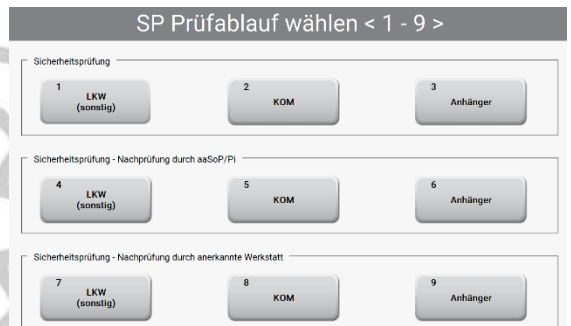 SP Prüfablauf wählen < 1 - 9 >
Sicherheitsprüfung
1 LKW (sonstig)
2 KOM
3 Anhänger
Sicherheitsprüfung - Nachprüfung durch aaSoP/Pi
4 LKW (sonstig)
5 KOM
6 Anhänger
Sicherheitsprüfung - Nachprüfung durch anerkannte Werkstatt
7 LKW (sonstig)
8 KOM
9 Anhänger